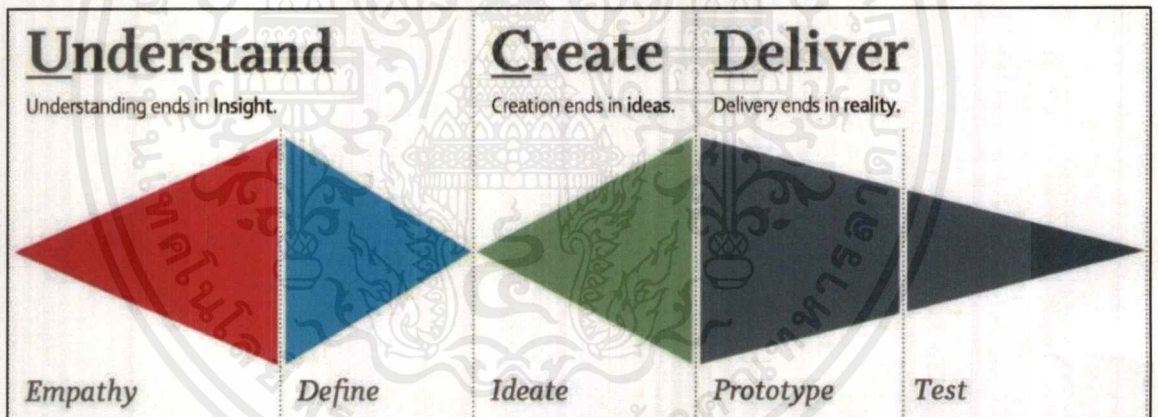 Understand
Understanding ends in Insight.
Create
Creation ends in ideas.
Deliver
Delivery ends in reality.
Empathy
Define
Ideate
Prototype
Test